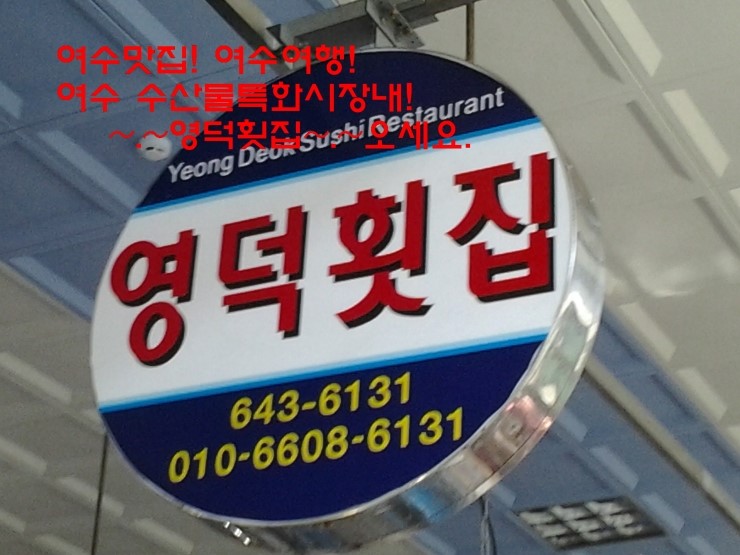 여수맛집! 여수여행!
여수 수산물특화시장내!
~.~영덕횟집~~오세요.
Yeong Deok Sushi Restaurant
영덕횟집
643-6131
010-6608-6131